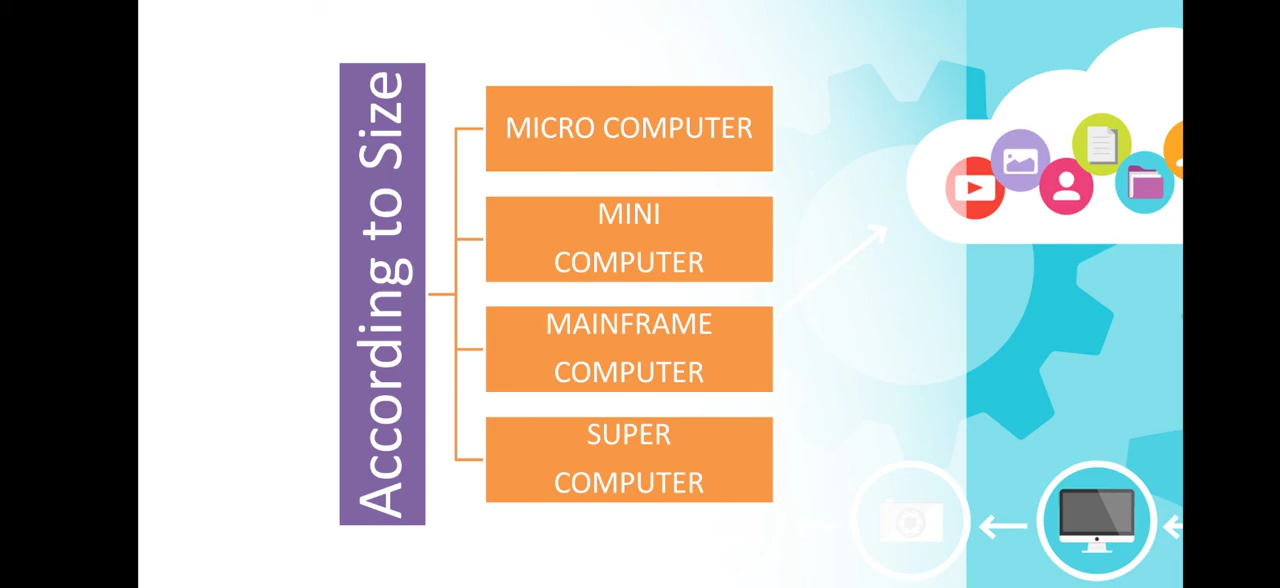 According to Size
MICRO COMPUTER
MINI
COMPUTER
MAINFRAME
COMPUTER
SUPER
COMPUTER